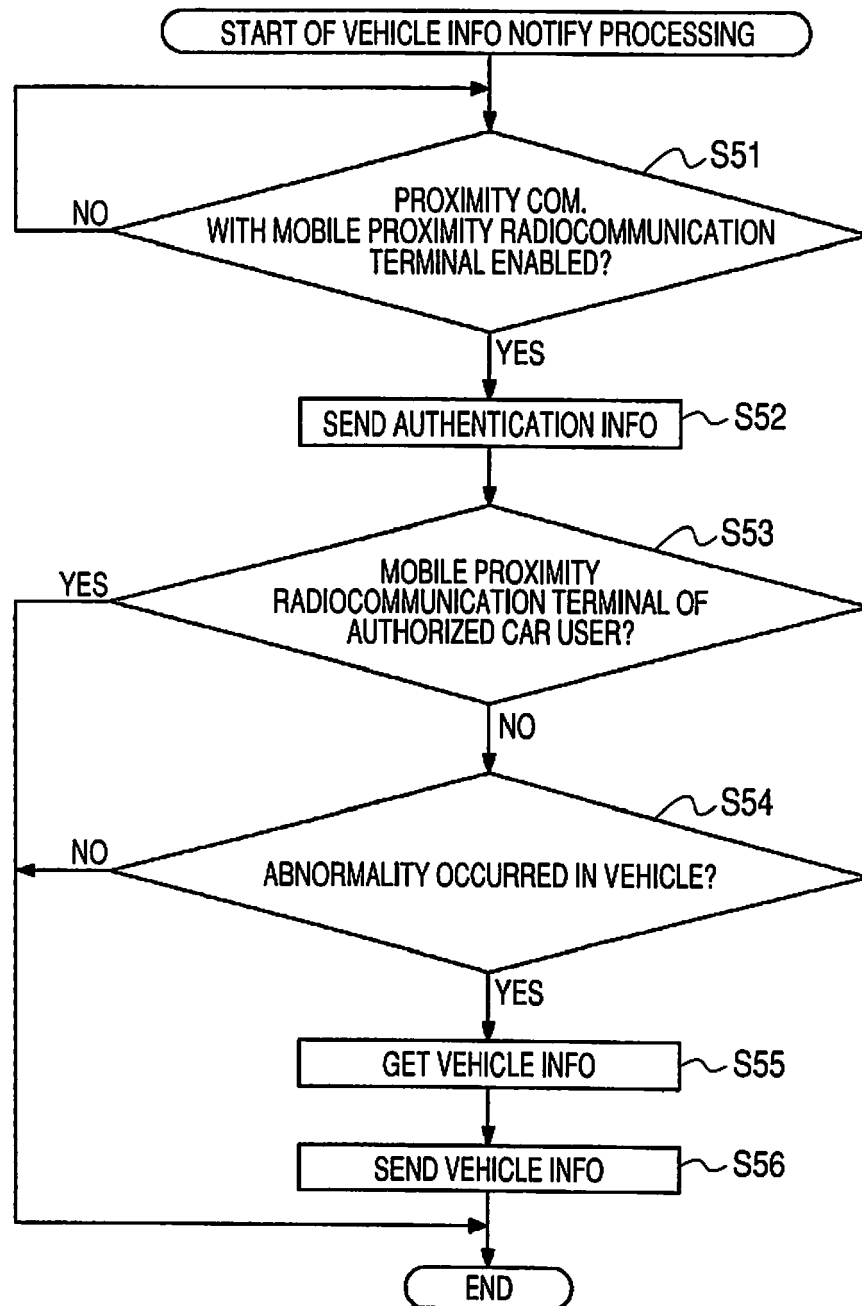 START OF VEHICLE INFO NOTIFY PROCESSING
S51
NO
PROXIMITY COM.
WITH MOBILE PROXIMITY RADIOCOMMUNICATION
TERMINAL ENABLED?
YES
SEND AUTHENTICATION INFO
S52
S53
YES
MOBILE PROXIMITY
RADIOCOMMUNICATION TERMINAL OF
AUTHORIZED CAR USER?
NO
S54
NO
ABNORMALITY OCCURRED IN VEHICLE?
YES
GET VEHICLE INFO
S55
SEND VEHICLE INFO
S56
END